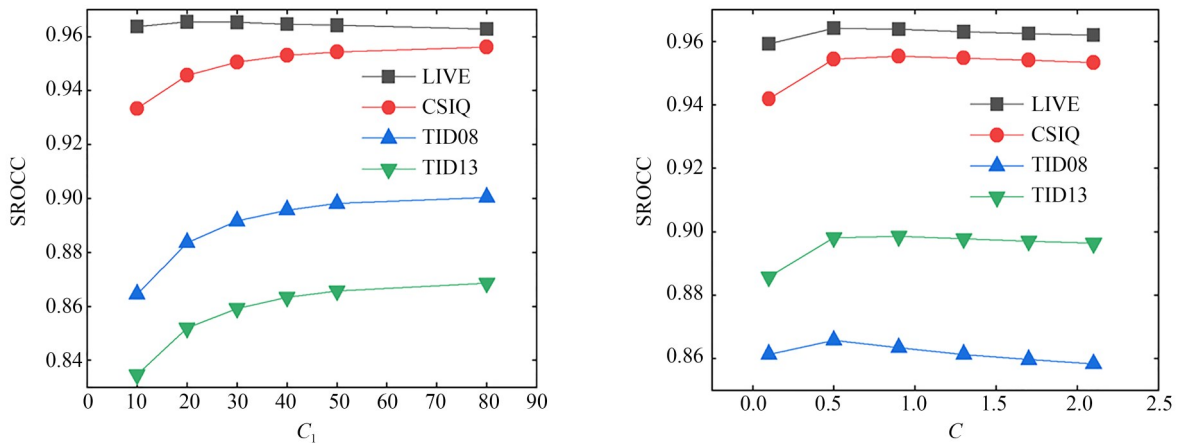 0.96
0.94
0.92
0.90
0.88
0.86
0.84
SROCC
LIVE
CSIQ
TID08
TID13
0 10 20 30 40 50 60 70 80 90
C1
0.96
0.94
0.92
0.90
0.88
0.86
SROCC
LIVE
CSIQ
TID08
TID13
0.0 0.5 1.0 1.5 2.0 2.5
C